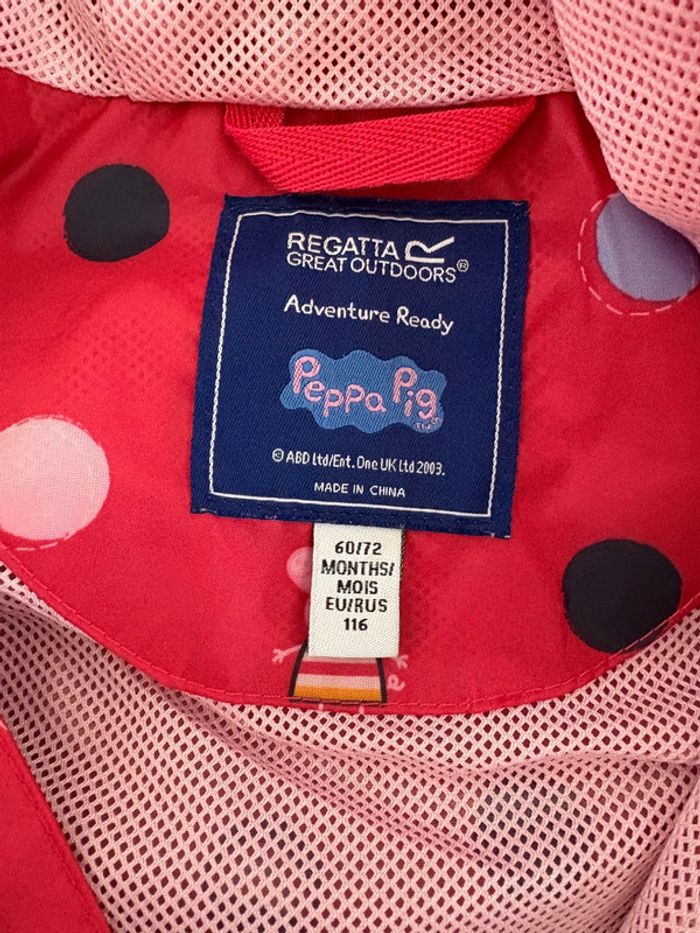 REGATTA
GREAT OUTDOORS®
Adventure Ready
Peppa Pig™
© ABD Ltd/Ent. One UK Ltd 2003.
MADE IN CHINA
60/72
MONTHS/
MOIS
EU/RUS
116